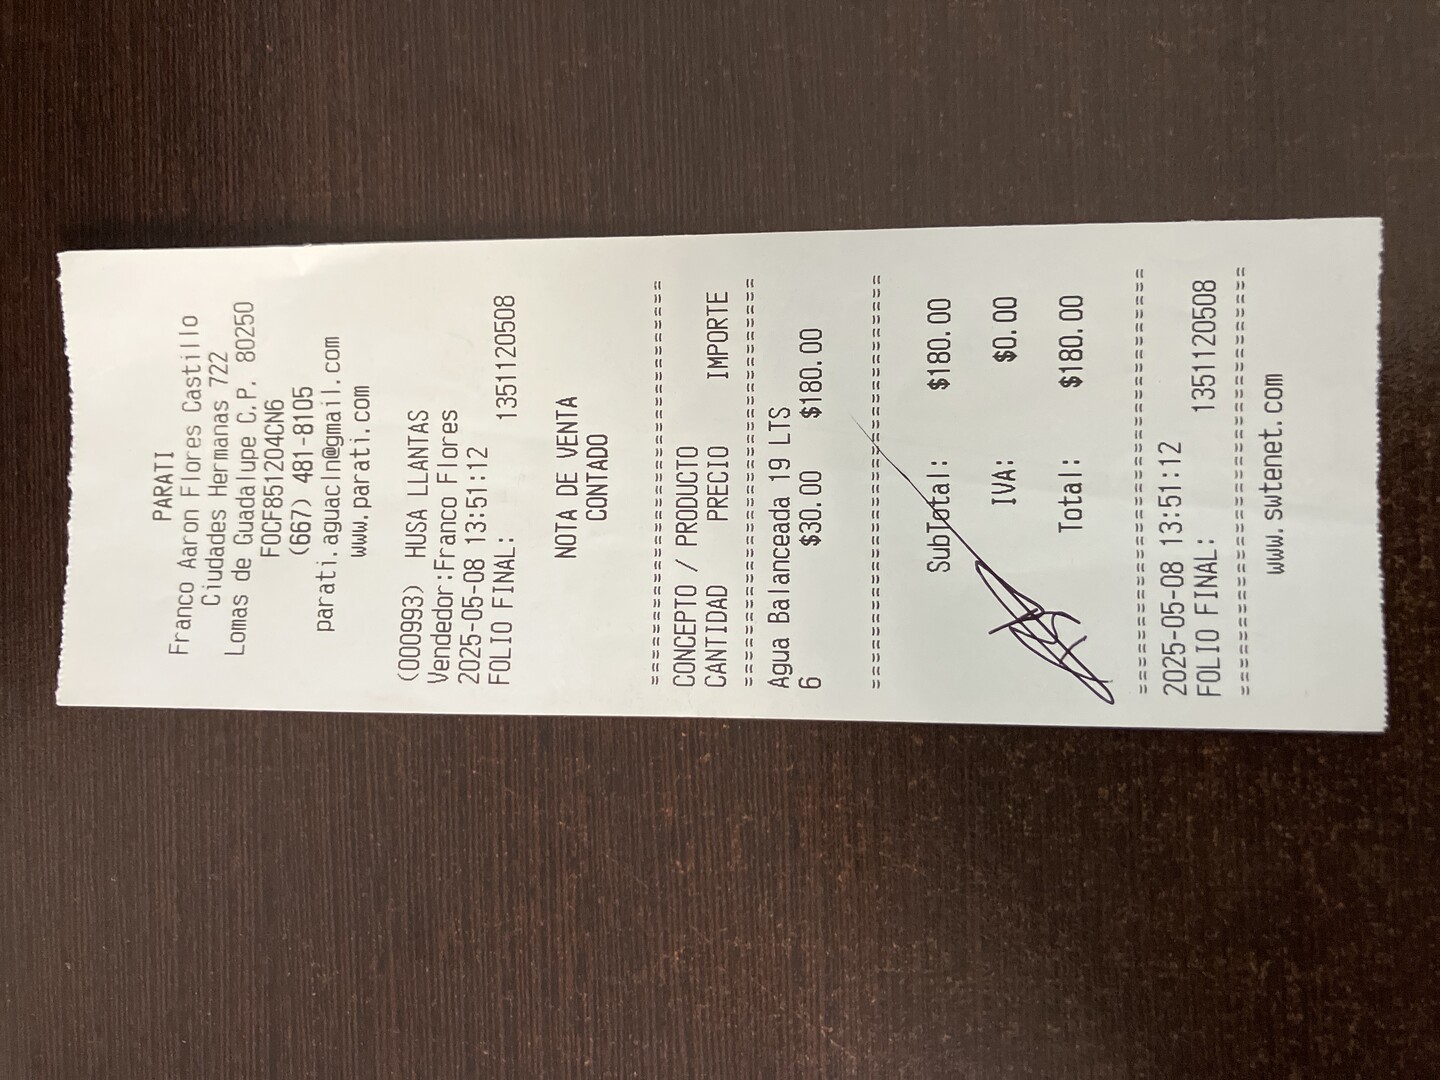 PARATI
Franco Aaron Flores Castillo
Ciudades Hermanas 722
Lomas de Guadalupe C.P. 80250
FOCF851204CN6
(667) 481-8105
parati.aguacln@gmail.com
www.parati.com
(000993) HUSA LLANTAS
Vendedor:Franco Flores
2025-05-08 13:51:12
FOLIO FINAL: 1351120508
NOTA DE VENTA
CONTADO
==============================
CONCEPTO / PRODUCTO
CANTIDAD PRECIO IMPORTE
==============================
Agua Balanceada 19 LTS
6 $30.00 $180.00
==============================
SubTotal: $180.00
IVA: $0.00
Total: $180.00
==============================
2025-05-08 13:51:12
FOLIO FINAL: 1351120508
==============================
www.swtenet.com